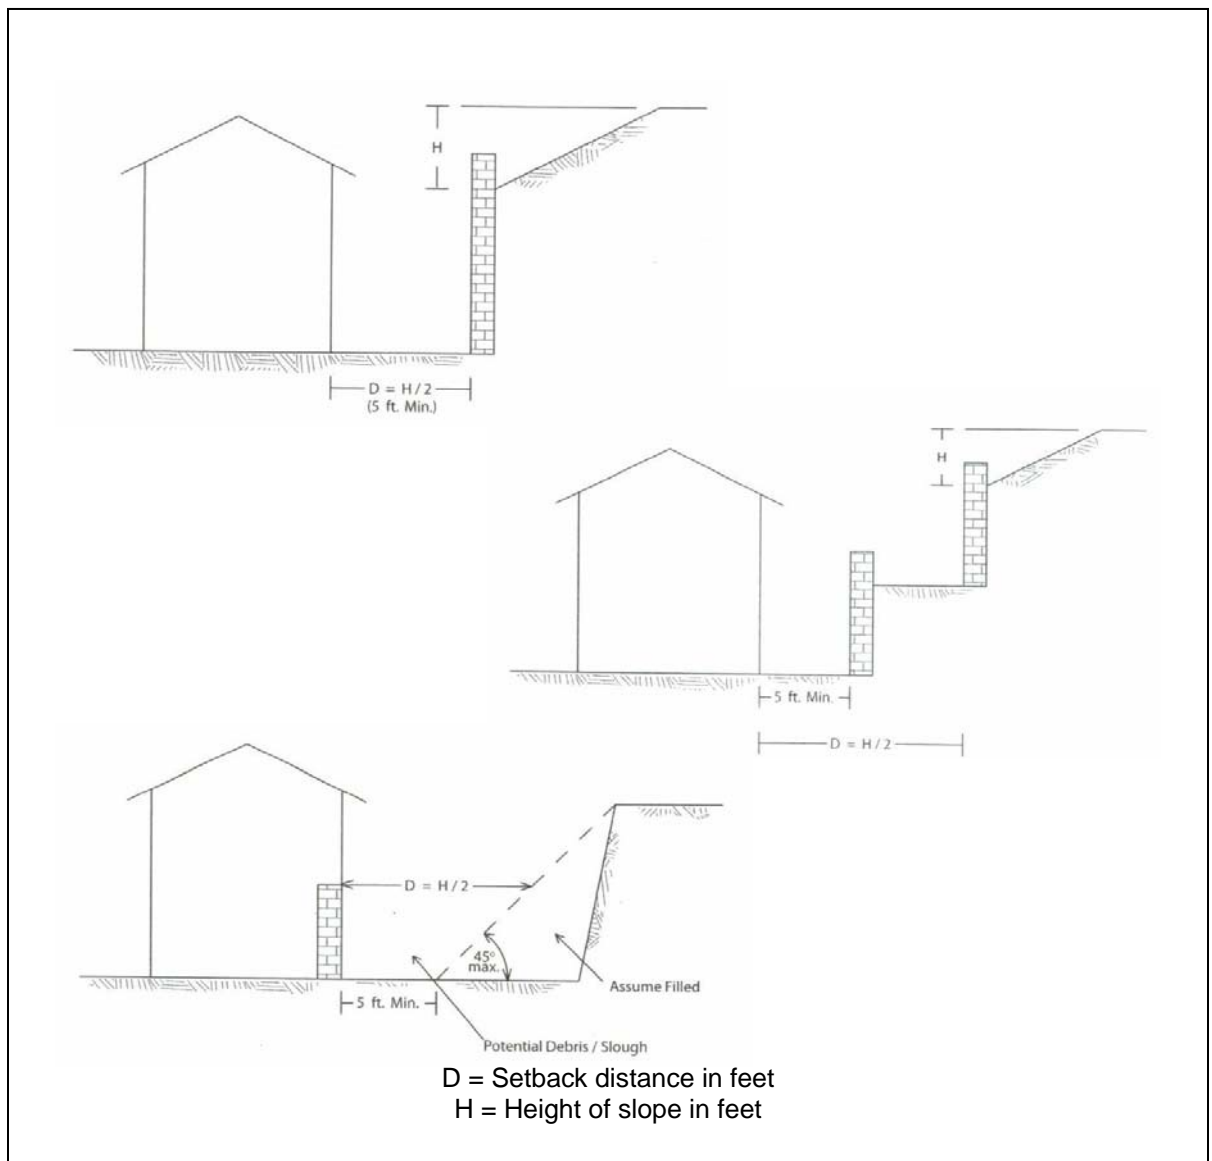 H
D = H/2
(5 ft. Min.)
H
5 ft. Min.
D = H/2
D = H/2
45°
max.
Assume Filled
5 ft. Min.
Potential Debris / Slough
D = Setback distance in feet
H = Height of slope in feet